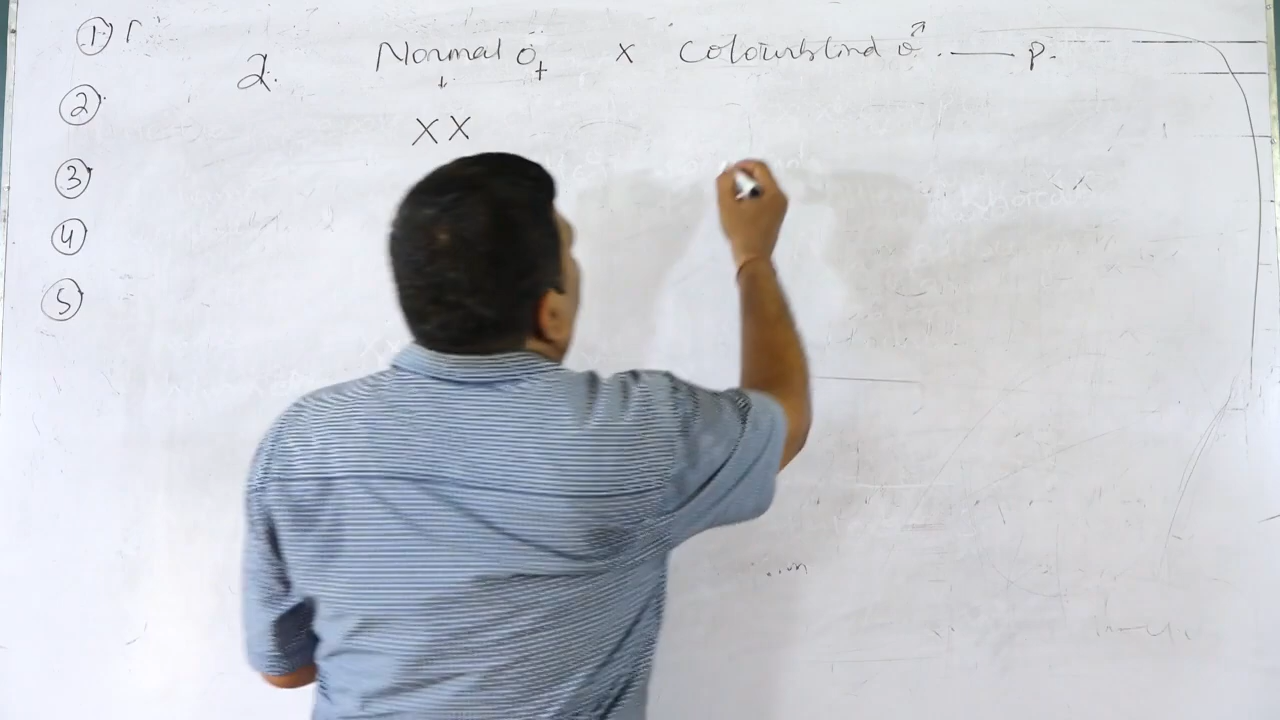 ① r
2. Normal ♀ x Colourblind ♂ — p.
②
XX
③
④
⑤